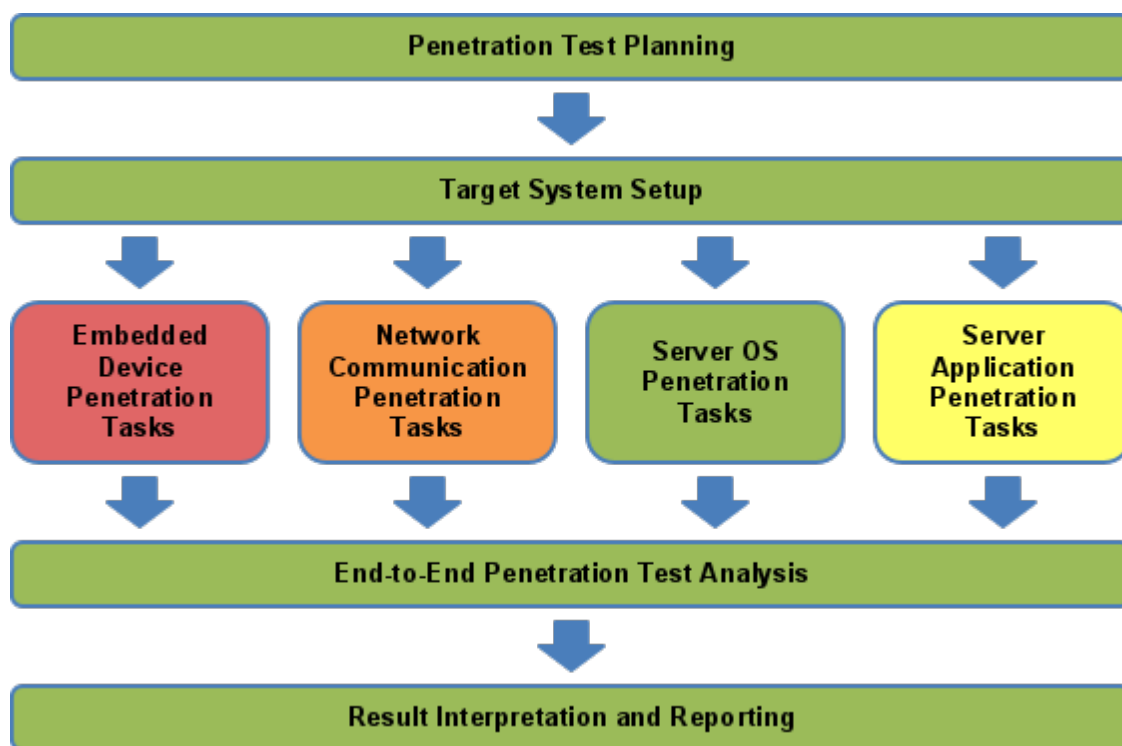 Penetration Test Planning
Target System Setup
Embedded
Device
Penetration
Tasks
Network
Communication
Penetration
Tasks
Server OS
Penetration
Tasks
Server
Application
Penetration
Tasks
End-to-End Penetration Test Analysis
Result Interpretation and Reporting